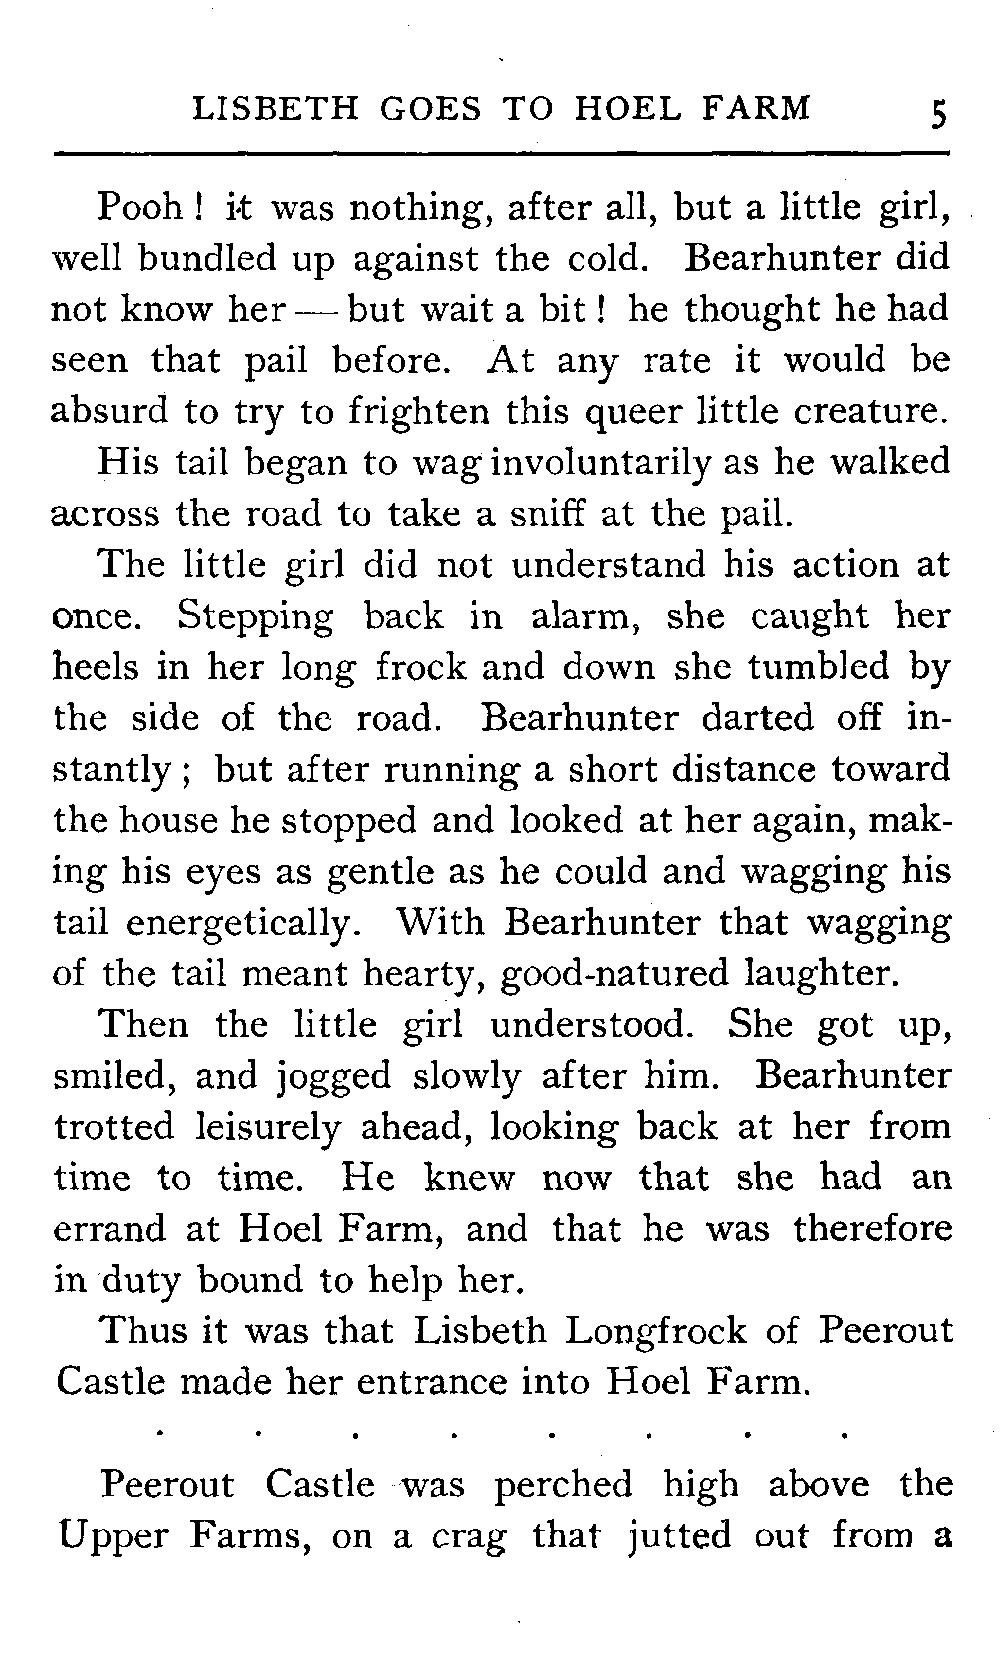 LISBETH GOES TO HOEL FARM 5
Pooh ! it was nothing, after all, but a little girl,
well bundled up against the cold. Bearhunter did
not know her — but wait a bit ! he thought he had
seen that pail before. At any rate it would be
absurd to try to frighten this queer little creature.
His tail began to wag involuntarily as he walked
across the road to take a sniff at the pail.
The little girl did not understand his action at
once. Stepping back in alarm, she caught her
heels in her long frock and down she tumbled by
the side of the road. Bearhunter darted off in-
stantly ; but after running a short distance toward
the house he stopped and looked at her again, mak-
ing his eyes as gentle as he could and wagging his
tail energetically. With Bearhunter that wagging
of the tail meant hearty, good-natured laughter.
Then the little girl understood. She got up,
smiled, and jogged slowly after him. Bearhunter
trotted leisurely ahead, looking back at her from
time to time. He knew now that she had an
errand at Hoel Farm, and that he was therefore
in duty bound to help her.
Thus it was that Lisbeth Longfrock of Peerout
Castle made her entrance into Hoel Farm.
. . . . . . . .
Peerout Castle was perched high above the
Upper Farms, on a crag that jutted out from a